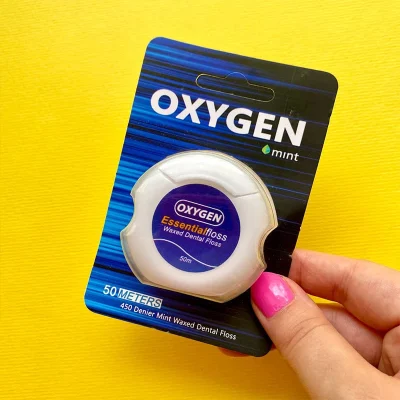 OXYGEN
mint
OXYGEN
Essentialfloss
Waxed Dental Floss
50m
50 METERS
450 Denier Mint Waxed Dental Floss